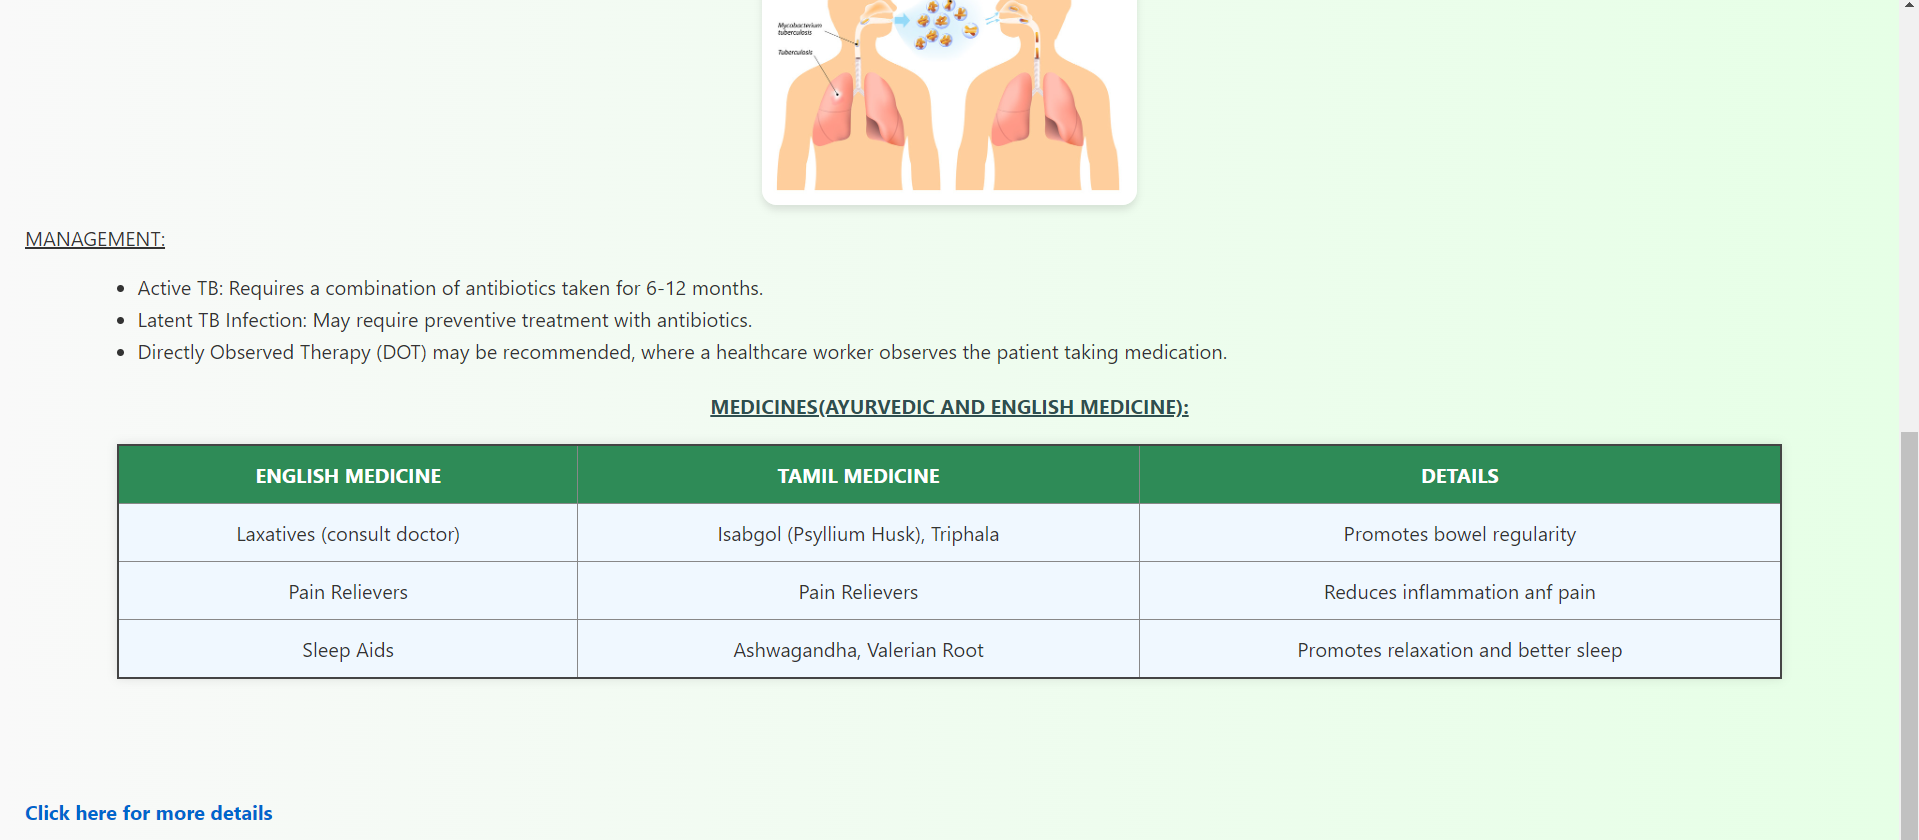 Mycobacterium
tuberculosis
Tuberculosis
MANAGEMENT:
Active TB: Requires a combination of antibiotics taken for 6-12 months.
Latent TB Infection: May require preventive treatment with antibiotics.
Directly Observed Therapy (DOT) may be recommended, where a healthcare worker observes the patient taking medication.
MEDICINES(AYURVEDIC AND ENGLISH MEDICINE):
ENGLISH MEDICINE TAMIL MEDICINE DETAILS
Laxatives (consult doctor) Isabgol (Psyllium Husk), Triphala Promotes bowel regularity
Pain Relievers Pain Relievers Reduces inflammation anf pain
Sleep Aids Ashwagandha, Valerian Root Promotes relaxation and better sleep
Click here for more details